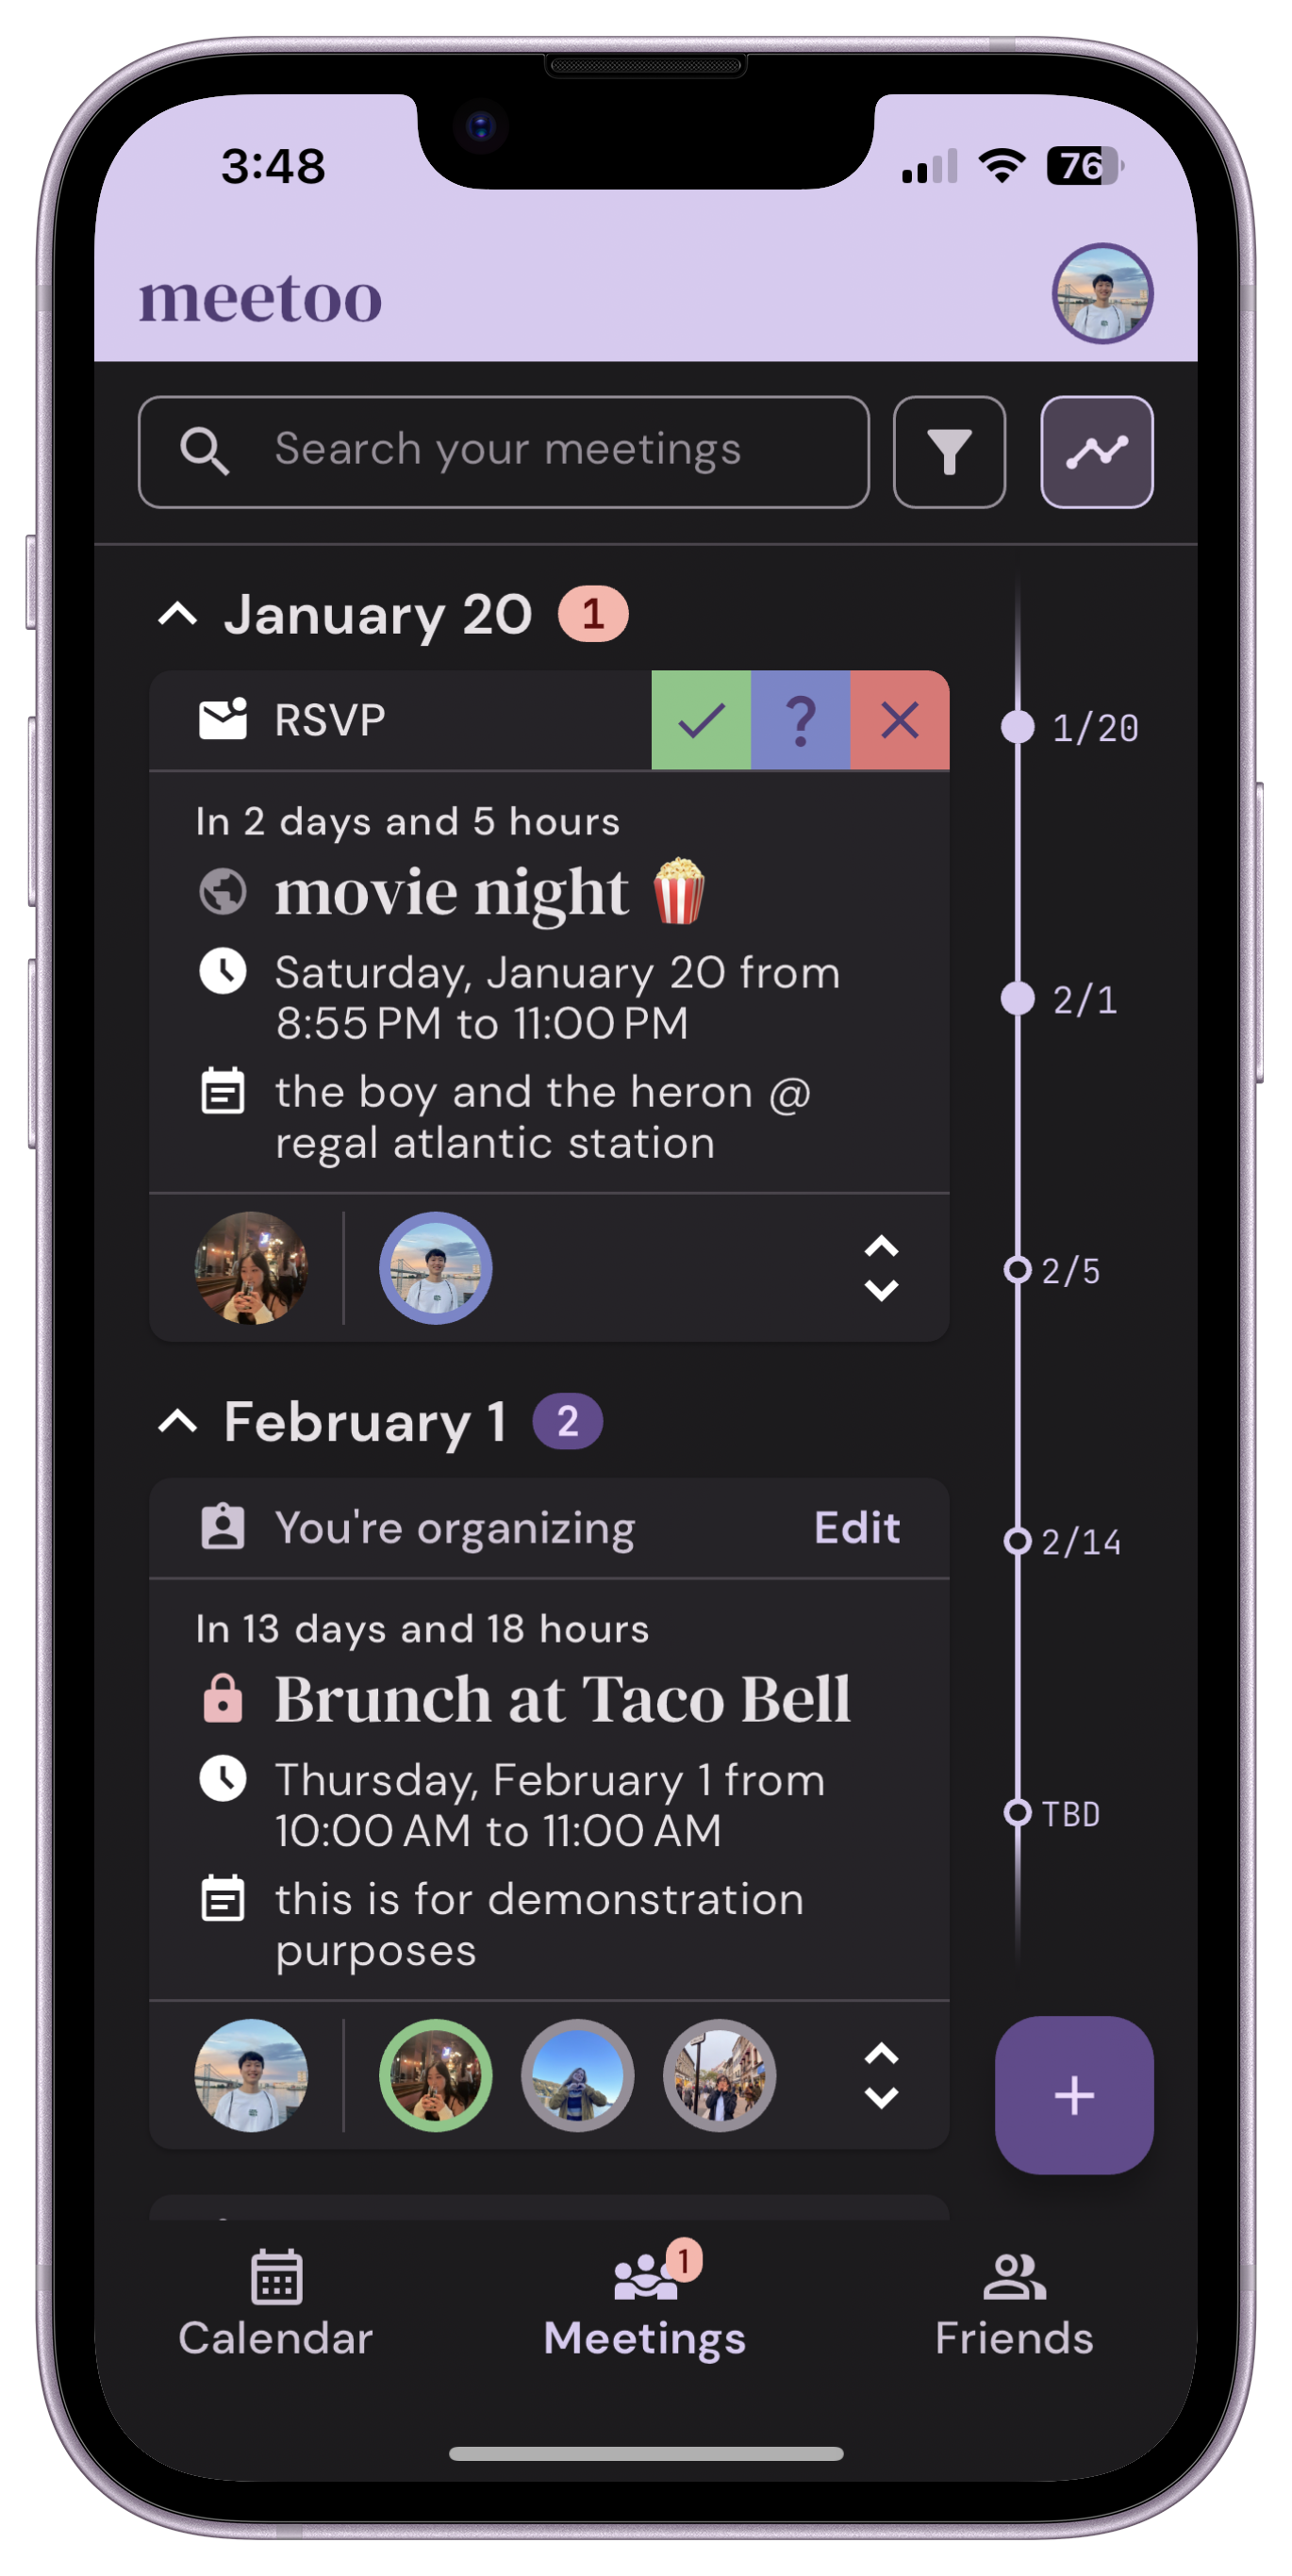 3:48
76
meetoo
Search your meetings
January 20 1
RSVP
?
In 2 days and 5 hours
movie night
Saturday, January 20 from
8:55 PM to 11:00 PM
the boy and the heron @
regal atlantic station
February 1 2
You're organizing Edit
In 13 days and 18 hours
Brunch at Taco Bell
Thursday, February 1 from
10:00 AM to 11:00 AM
this is for demonstration
purposes
1/20
2/1
2/5
2/14
TBD
+
1
Calendar
Meetings
Friends